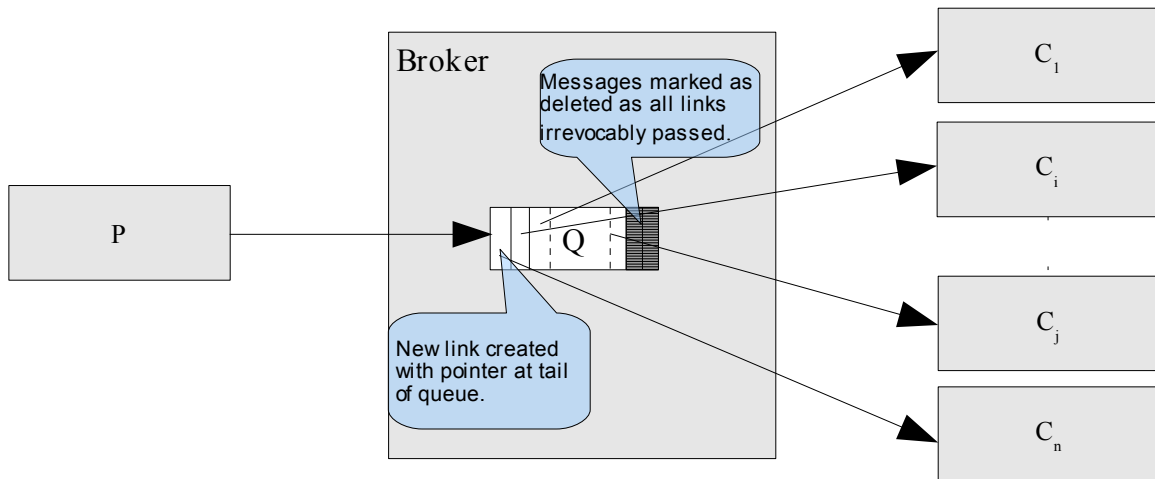 Broker
Messages marked as
deleted as all links
irrevocably passed.
P
Q
New link created
with pointer at tail
of queue.
C1
Ci
Cj
Cn